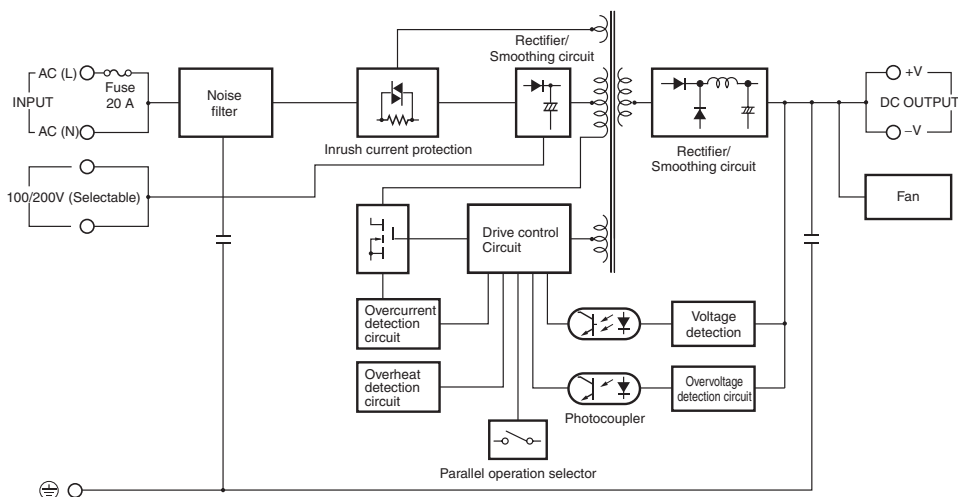 AC (L)
Fuse
20 A
INPUT
AC (N)
100/200V (Selectable)
Noise
filter
Inrush current protection
Rectifier/
Smoothing circuit
Rectifier/
Smoothing circuit
+V
DC OUTPUT
−V
Fan
Drive control
Circuit
Overcurrent
detection
circuit
Overheat
detection
circuit
Voltage
detection
Overvoltage
detection circuit
Photocoupler
Parallel operation selector